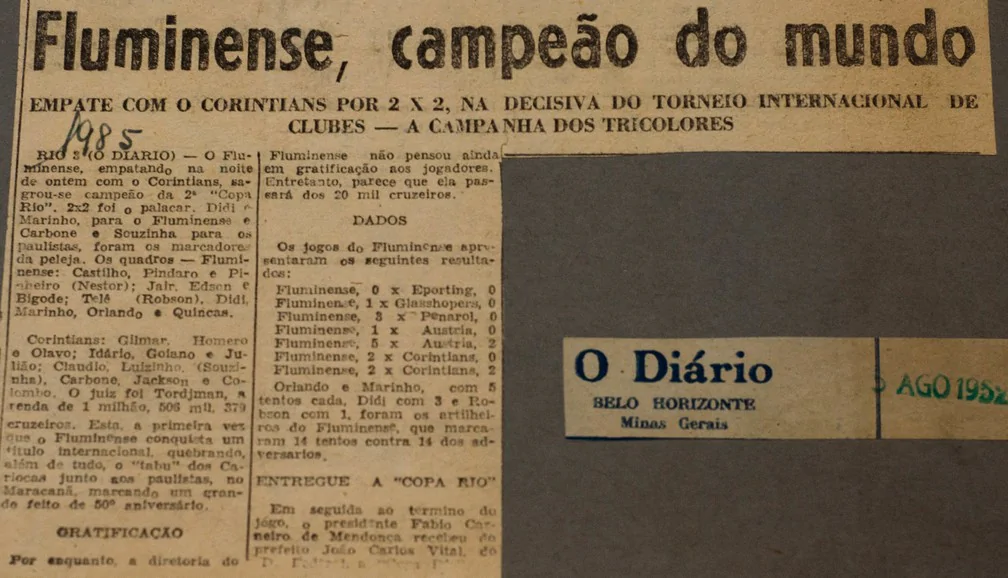 Fluminense, campeão do mundo
EMPATE COM O CORINTIANS POR 2 X 2, NA DECISIVA DO TORNEIO INTERNACIONAL DE
CLUBES — A CAMPANHA DOS TRICOLORES
1985
RIO 3 (O DIARIO) — O Flu-
minense, empatando na noite
de ontem com o Corintians, sa-
grou-se campeão da 2ª "Copa
Rio". 2x2 foi o palacar. Didi e
Marinho, para o Fluminense e
Carbone e Souzinha para os
paulistas, foram os marcadores
da peleja. Os quadros — Flumi-
nense: Castilho, Pindaro e Pi-
nheiro (Nestor); Jair, Edson e
Bigode; Telê (Robson), Didi,
Marinho, Orlando e Quincas.
Corintians: Gilmar, Homero
e Olavo; Idário, Goiano e Ju-
lião; Claudio, Luizinho, (Souzi-
nha), Carbone, Jackson e Co-
lombo. O juiz foi Tordjman, a
renda de 1 milhão, 506 mil, 379
cruzeiros. Esta, a primeira vez
que o Fluminense conquista um
título internacional, quebrando,
além de tudo, o "tabu" dos Ca-
riocas junto aos paulistas, no
Maracanã, marcando um gran-
de feito de 50º aniversário.
GRATIFICAÇÃO
Por enquanto, a diretoria do
Fluminense não pensou ainda
em gratificação aos jogadores.
Entretanto, parece que ela pas-
sará dos 20 mil cruzeiros.
DADOS
Os jogos do Fluminense apre-
sentaram os seguintes resulta-
dos:
Fluminense, 0 x Eporting, 0
Fluminense, 1 x Glasshopers, 0
Fluminense, 3 x Penarol, 0
Fluminense, 1 x Austria, 0
Fluminense, 5 x Austria, 2
Fluminense, 2 x Corintians, 0
Fluminense, 2 x Corintians, 2
Orlando e Marinho, com 5
tentos cada, Didi com 3 e Ro-
bson com 1, foram os artilhei-
ros do Fluminense, que marca-
ram 14 tentos contra 14 dos ad-
versarios.
ENTREGUE A "COPA RIO"
Em seguida ao termino do
jôgo, o presidente Fabio Car-
neiro de Mendonça recebeu do
prefeito João Carlos Vital, do
O Diário
BELO HORIZONTE
Minas Gerais
AGO 1952